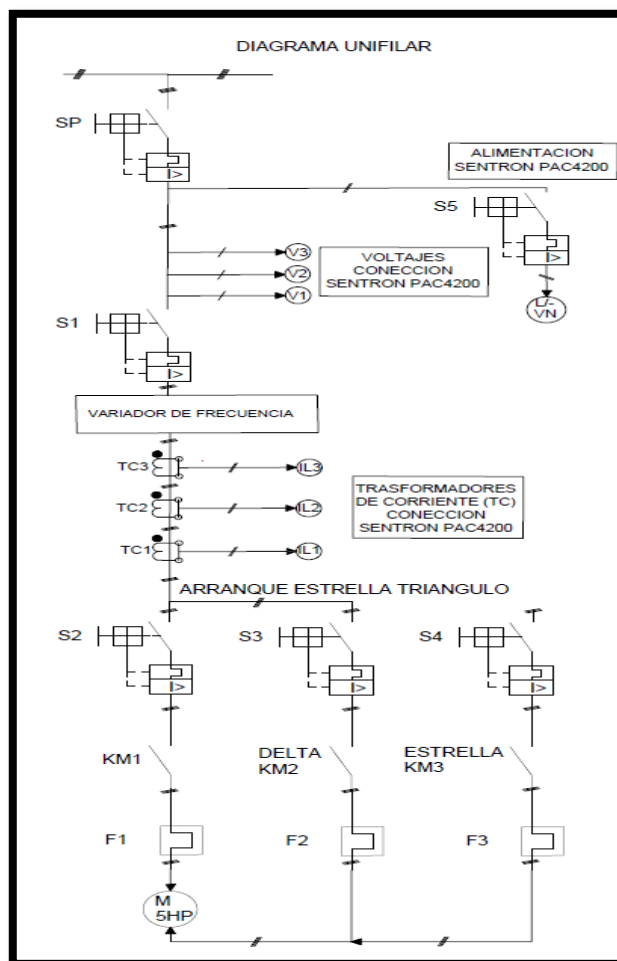 DIAGRAMA UNIFILAR
SP
I>
ALIMENTACION
SENTRON PAC4200
S5
I>
L/-
VN
V3
V2
V1
VOLTAJES
CONECCION
SENTRON PAC4200
S1
I>
VARIADOR DE FRECUENCIA
TC3
IL3
TC2
IL2
TC1
IL1
TRASFORMADORES
DE CORRIENTE (TC)
CONECCION
SENTRON PAC4200
ARRANQUE ESTRELLA TRIANGULO
S2
I>
S3
I>
S4
I>
KM1
DELTA
KM2
ESTRELLA
KM3
F1
F2
F3
M
5HP